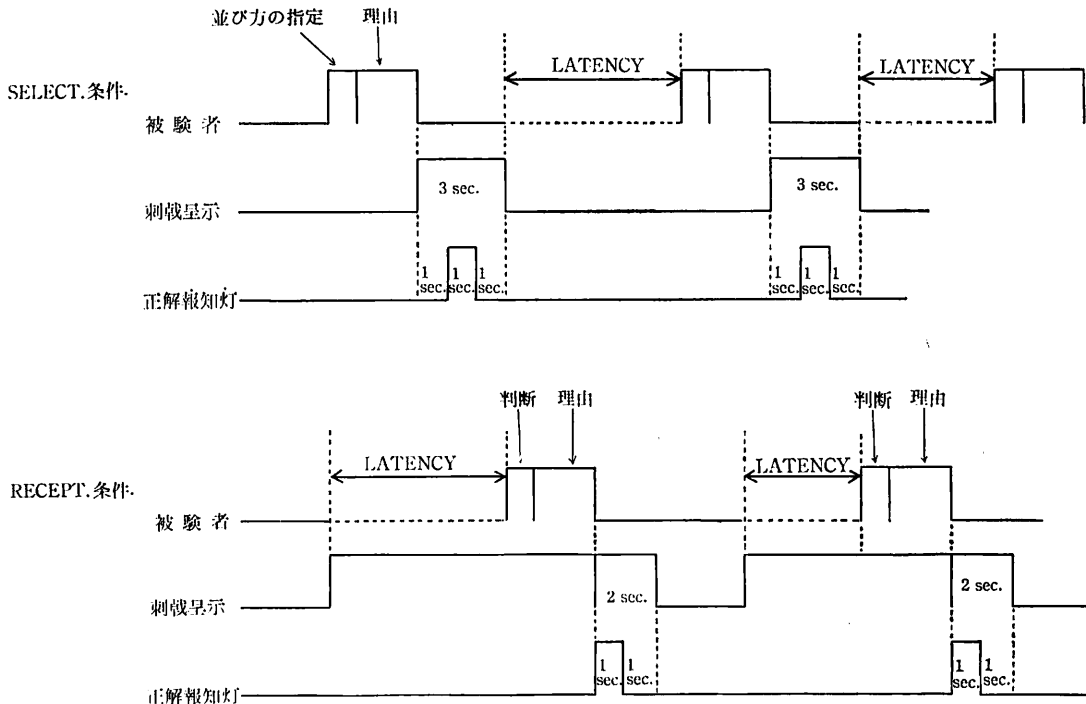 並び方の指定 理由
LATENCY LATENCY
SELECT.条件.
被験者
3 sec. 3 sec.
刺戟呈示
1 sec. 1 sec. 1 sec. 1 sec. 1 sec. 1 sec.
正解報知灯
判断 理由 判断 理由
LATENCY LATENCY
RECEPT.条件.
被験者
2 sec. 2 sec.
刺戟呈示
1 sec. 1 sec. 1 sec. 1 sec.
正解報知灯